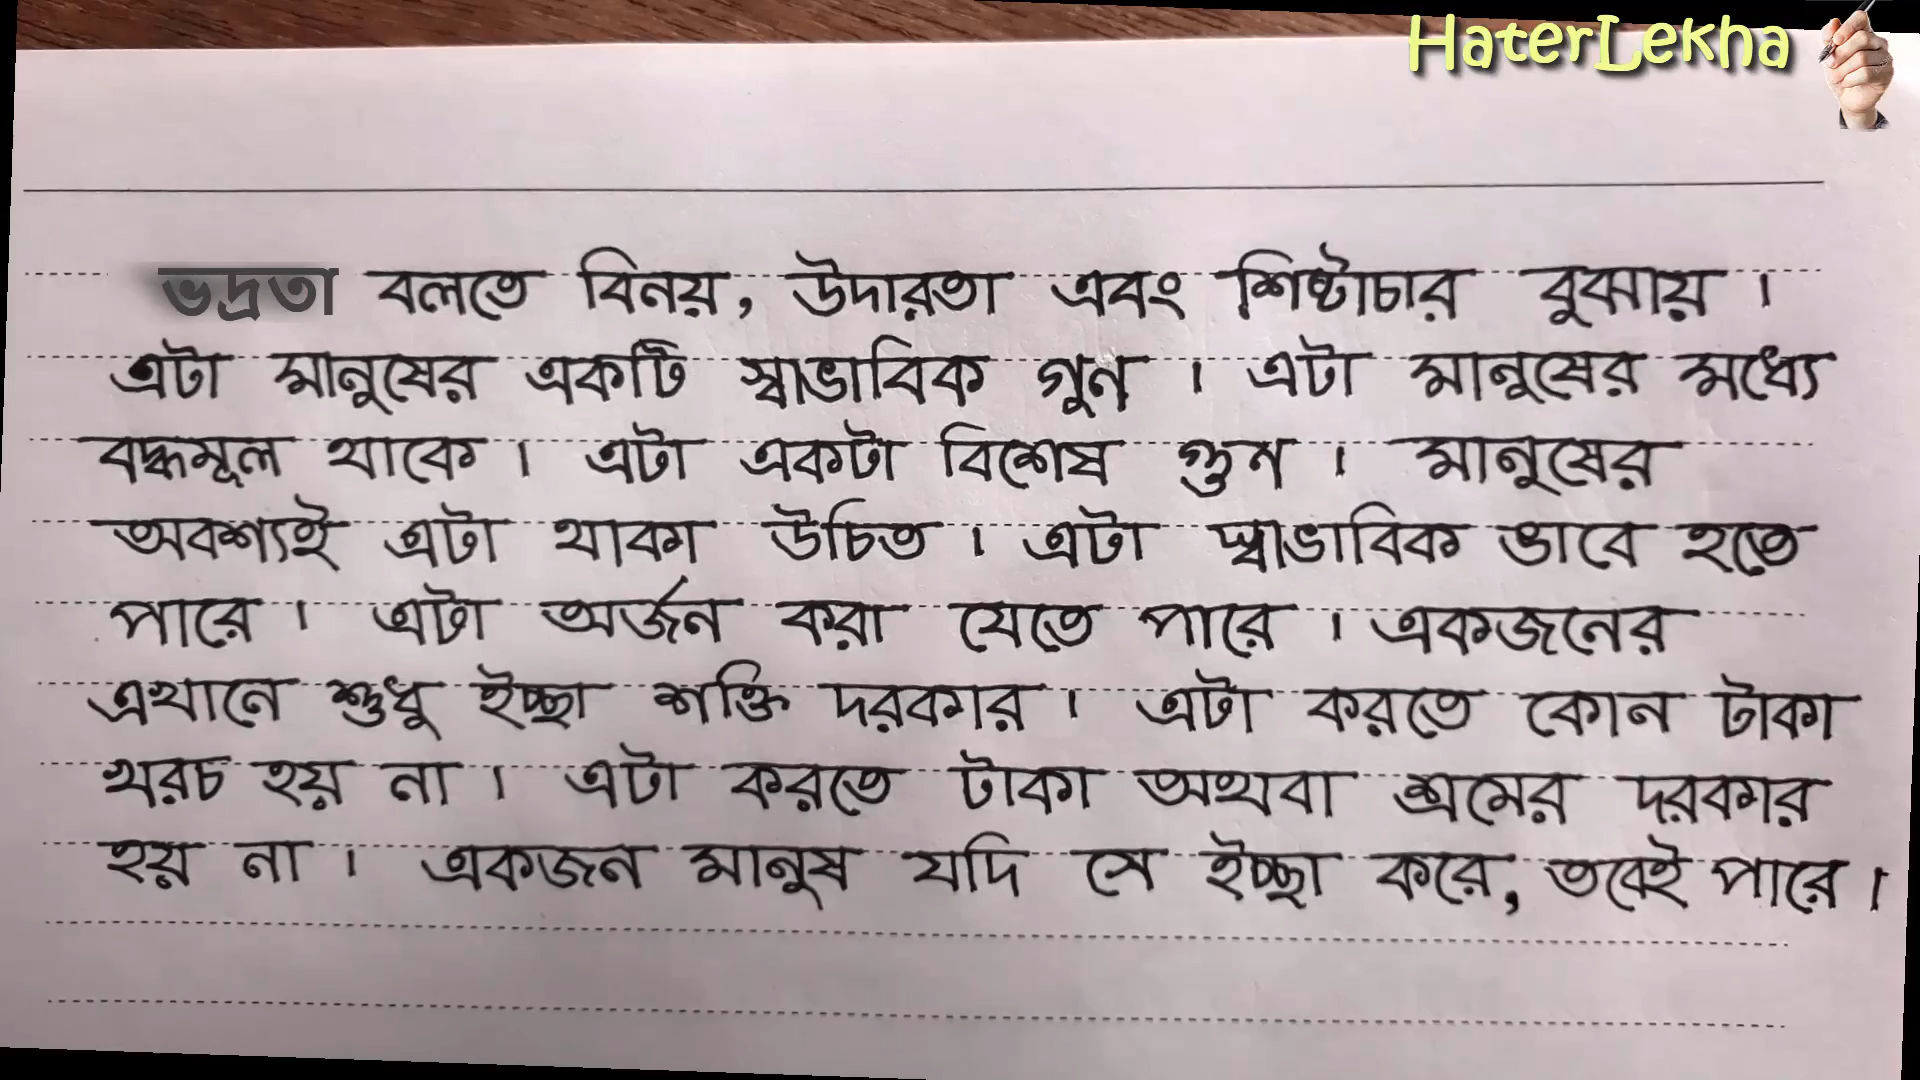 HaterLekha
ভদ্রতা বলতে বিনয়, উদারতা এবং শিষ্টাচার বুঝায় ।
এটা মানুষের একটি স্বাভাবিক গুন । এটা মানুষের মধ্যে
বদ্ধমূল থাকে । এটা একটা বিশেষ গুন । মানুষের
অবশ্যই এটা থাকা উচিত । এটা স্বাভাবিক ভাবে হতে
পারে । এটা অর্জন করা যেতে পারে । একজনের
এখানে শুধু ইচ্ছা শক্তি দরকার । এটা করতে কোন টাকা
খরচ হয় না । এটা করতে টাকা অথবা শ্রমের দরকার
হয় না । একজন মানুষ যদি সে ইচ্ছা করে, তবেই পারে ।